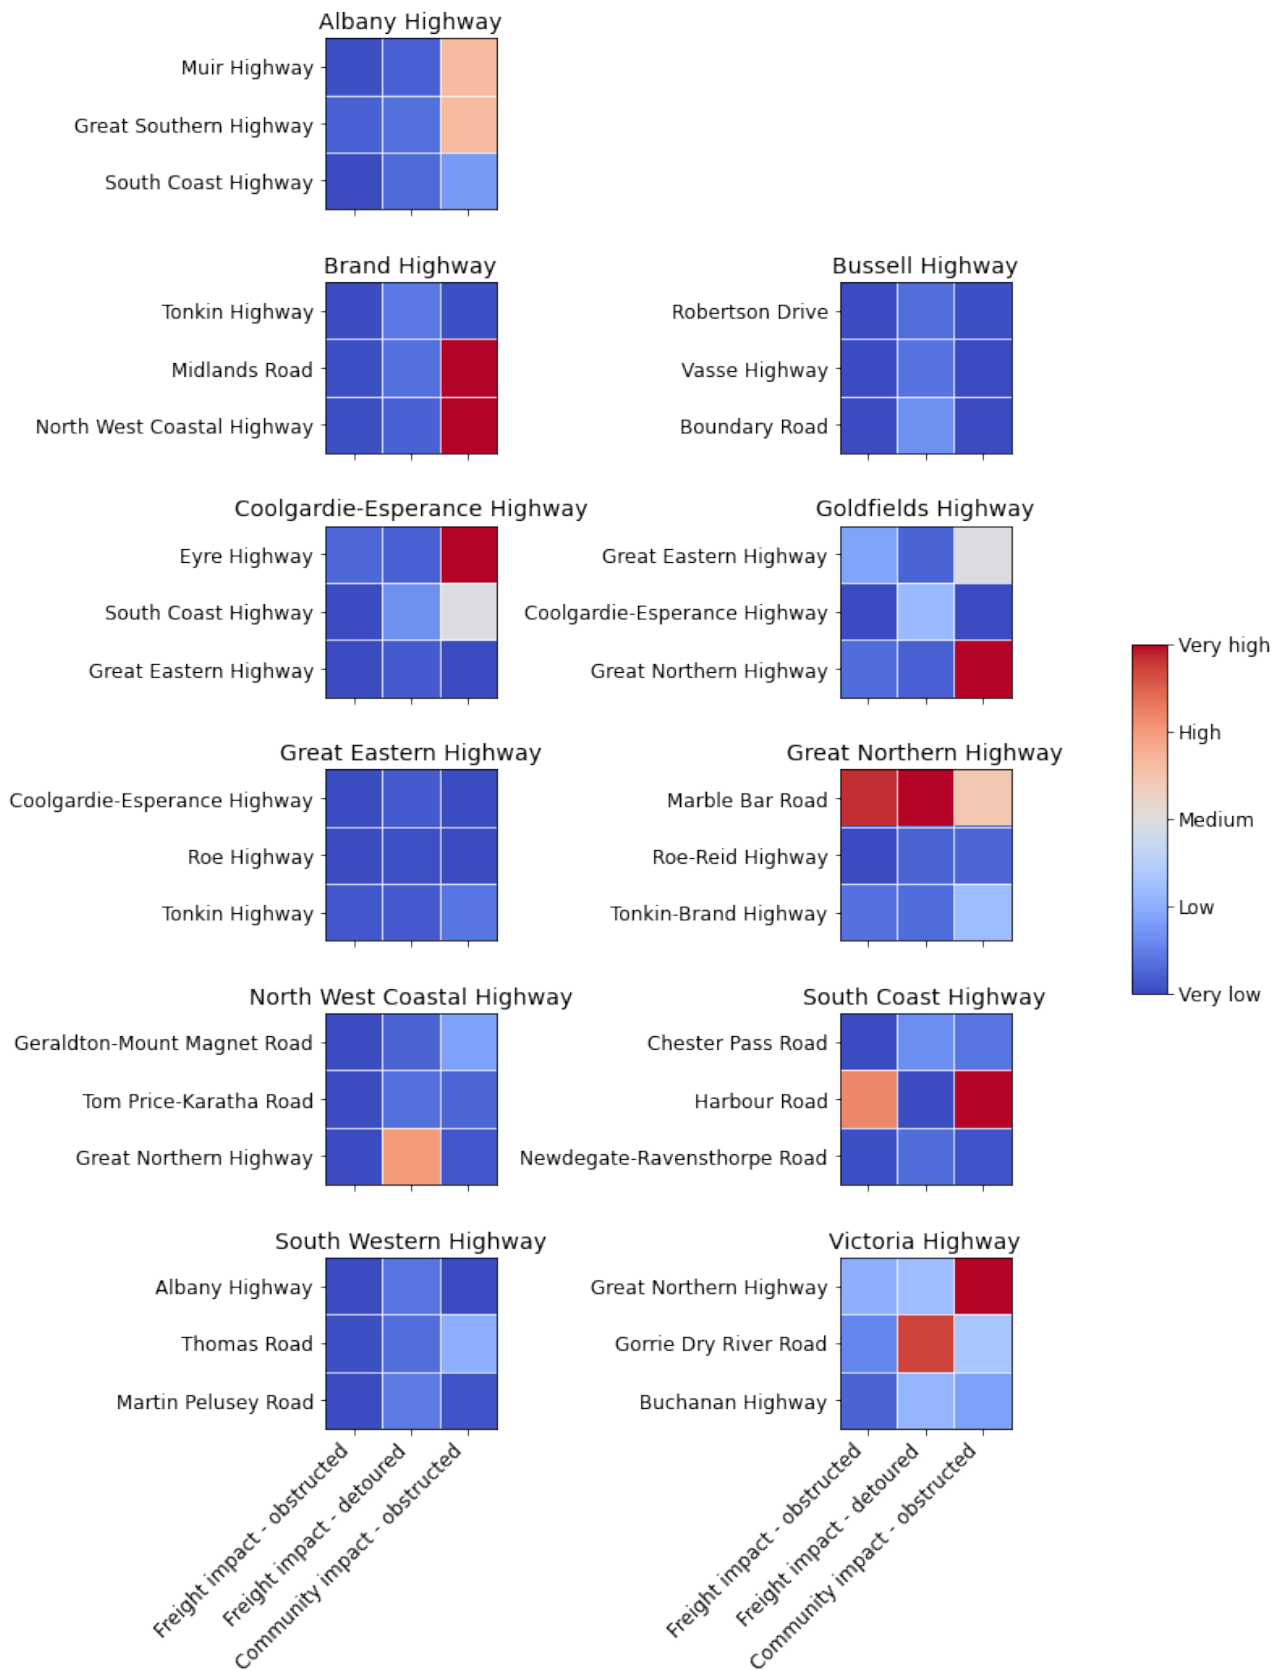 Albany Highway
Muir Highway
Great Southern Highway
South Coast Highway
Brand Highway
Tonkin Highway
Midlands Road
North West Coastal Highway
Bussell Highway
Robertson Drive
Vasse Highway
Boundary Road
Coolgardie-Esperance Highway
Eyre Highway
South Coast Highway
Great Eastern Highway
Goldfields Highway
Great Eastern Highway
Coolgardie-Esperance Highway
Great Northern Highway
Great Eastern Highway
Coolgardie-Esperance Highway
Roe Highway
Tonkin Highway
Great Northern Highway
Marble Bar Road
Roe-Reid Highway
Tonkin-Brand Highway
North West Coastal Highway
Geraldton-Mount Magnet Road
Tom Price-Karatha Road
Great Northern Highway
South Coast Highway
Chester Pass Road
Harbour Road
Newdegate-Ravensthorpe Road
South Western Highway
Albany Highway
Thomas Road
Martin Pelusey Road
Freight impact - obstructed
Freight impact - detoured
Community impact - obstructed
Victoria Highway
Great Northern Highway
Gorrie Dry River Road
Buchanan Highway
Freight impact - obstructed
Freight impact - detoured
Community impact - obstructed
Very high
High
Medium
Low
Very low